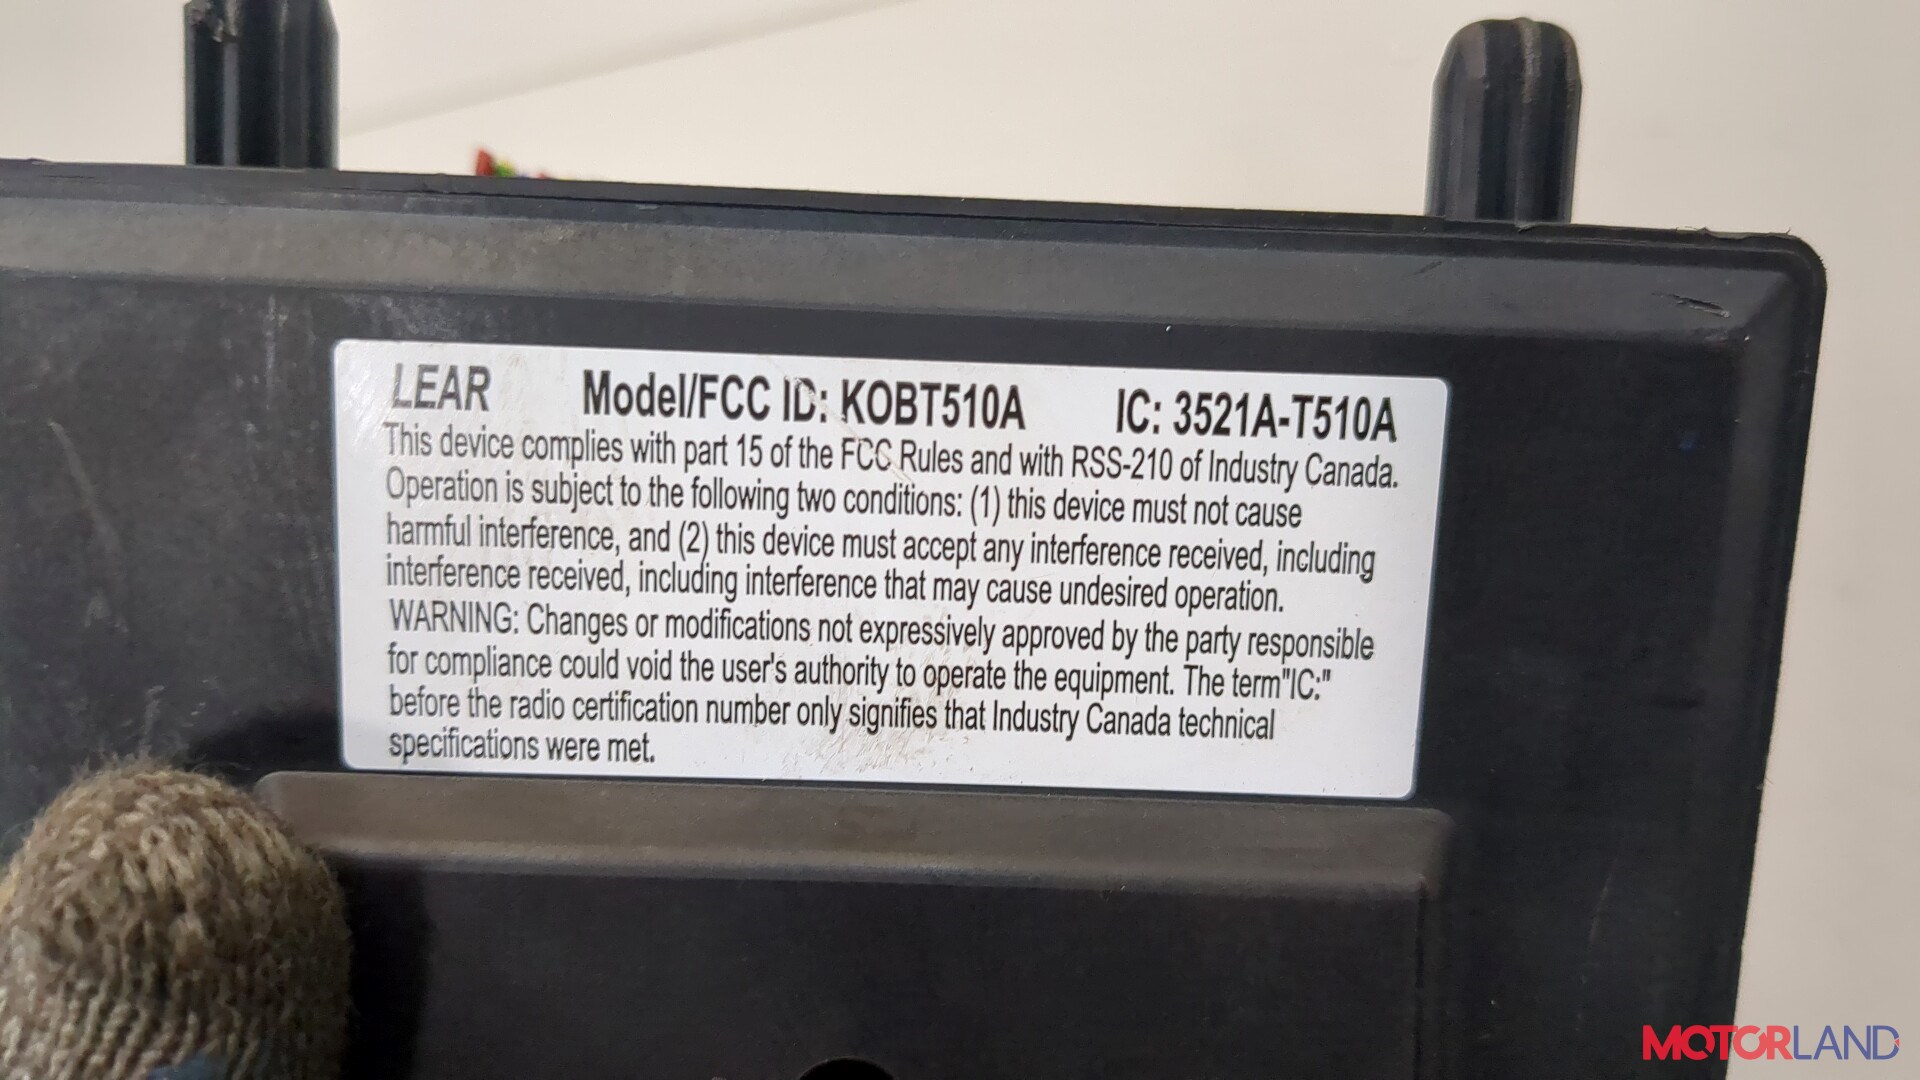 LEAR Model/FCC ID: KOBT510A IC: 3521A-T510A
This device complies with part 15 of the FCC Rules and with RSS-210 of Industry Canada.
Operation is subject to the following two conditions: (1) this device must not cause
harmful interference, and (2) this device must accept any interference received, including
interference received, including interference that may cause undesired operation.
WARNING: Changes or modifications not expressively approved by the party responsible
for compliance could void the user's authority to operate the equipment. The term"IC:"
before the radio certification number only signifies that Industry Canada technical
specifications were met.
MOTORLAND